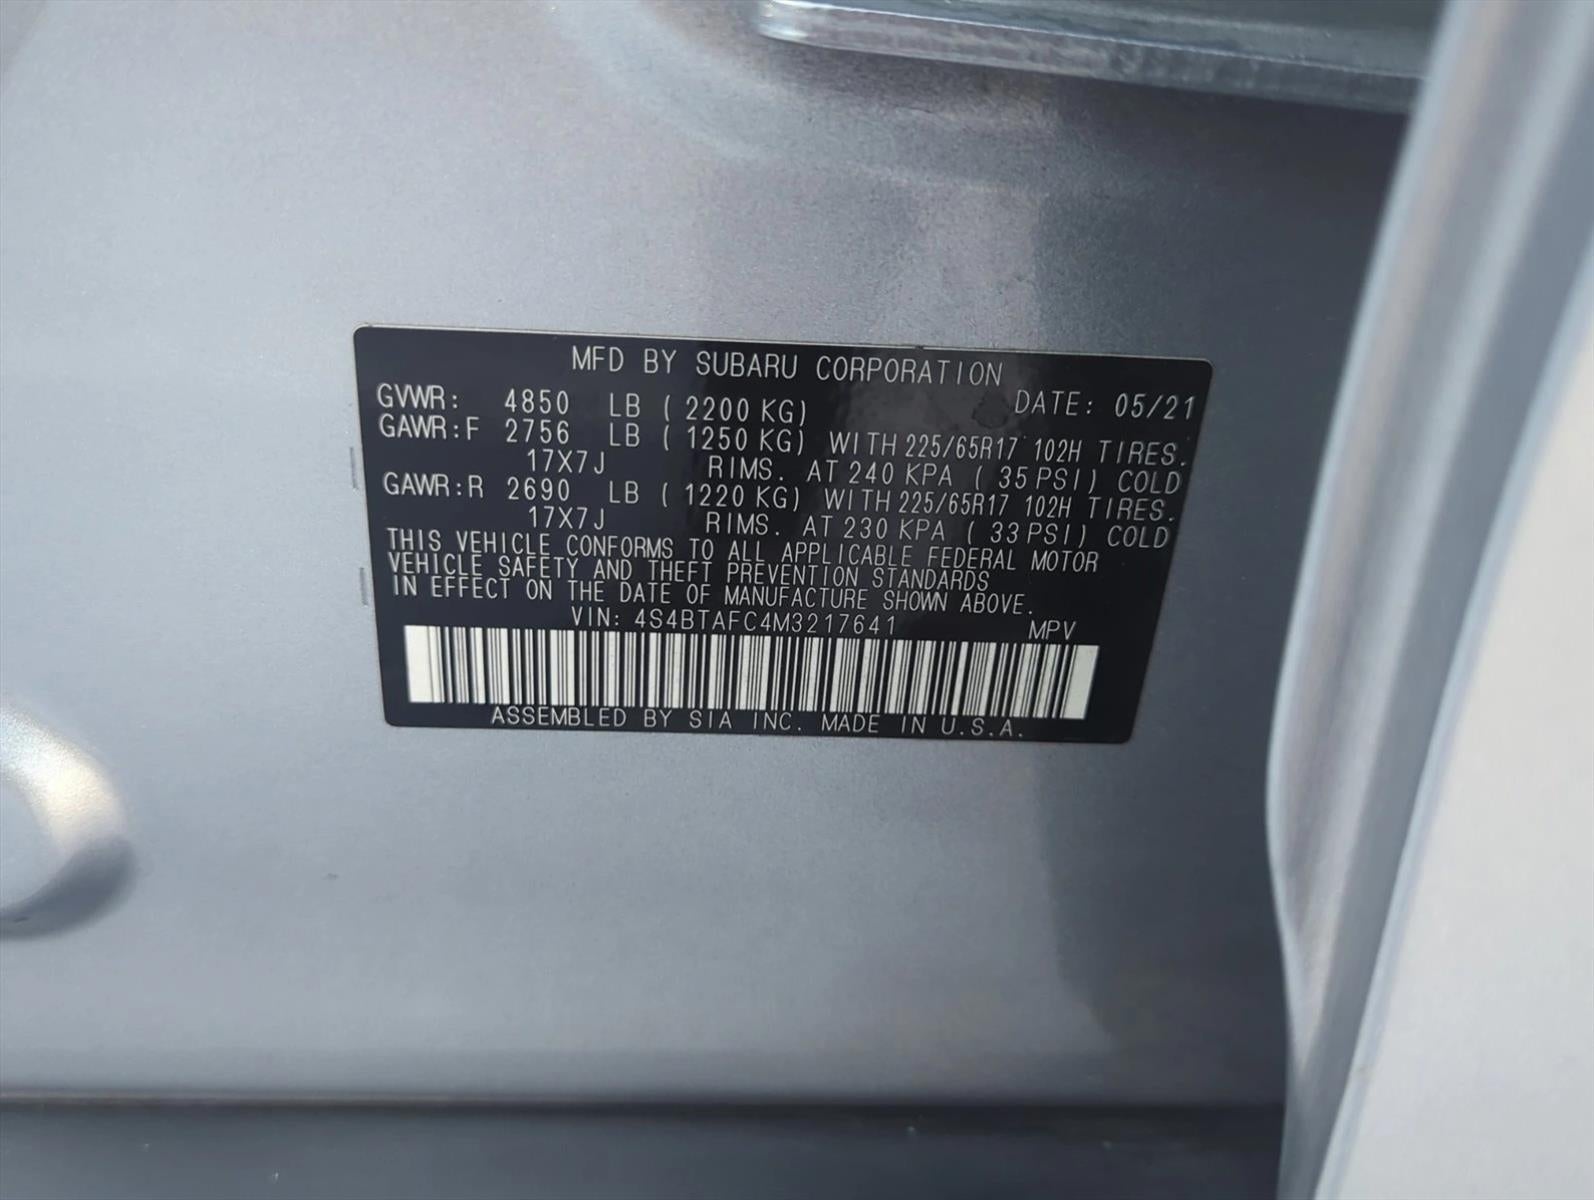 MFD BY SUBARU CORPORATION
GVWR: 4850 LB ( 2200 KG) DATE: 05/21
GAWR:F 2756 LB ( 1250 KG) WITH 225/65R17 102H TIRES.
17X7J RIMS. AT 240 KPA ( 35 PSI) COLD
GAWR:R 2690 LB ( 1220 KG) WITH 225/65R17 102H TIRES.
17X7J RIMS. AT 230 KPA ( 33 PSI) COLD
THIS VEHICLE CONFORMS TO ALL APPLICABLE FEDERAL MOTOR
VEHICLE SAFETY AND THEFT PREVENTION STANDARDS
IN EFFECT ON THE DATE OF MANUFACTURE SHOWN ABOVE.
VIN: 4S4BTAFC4M3217641 MPV
ASSEMBLED BY SIA INC. MADE IN U.S.A.